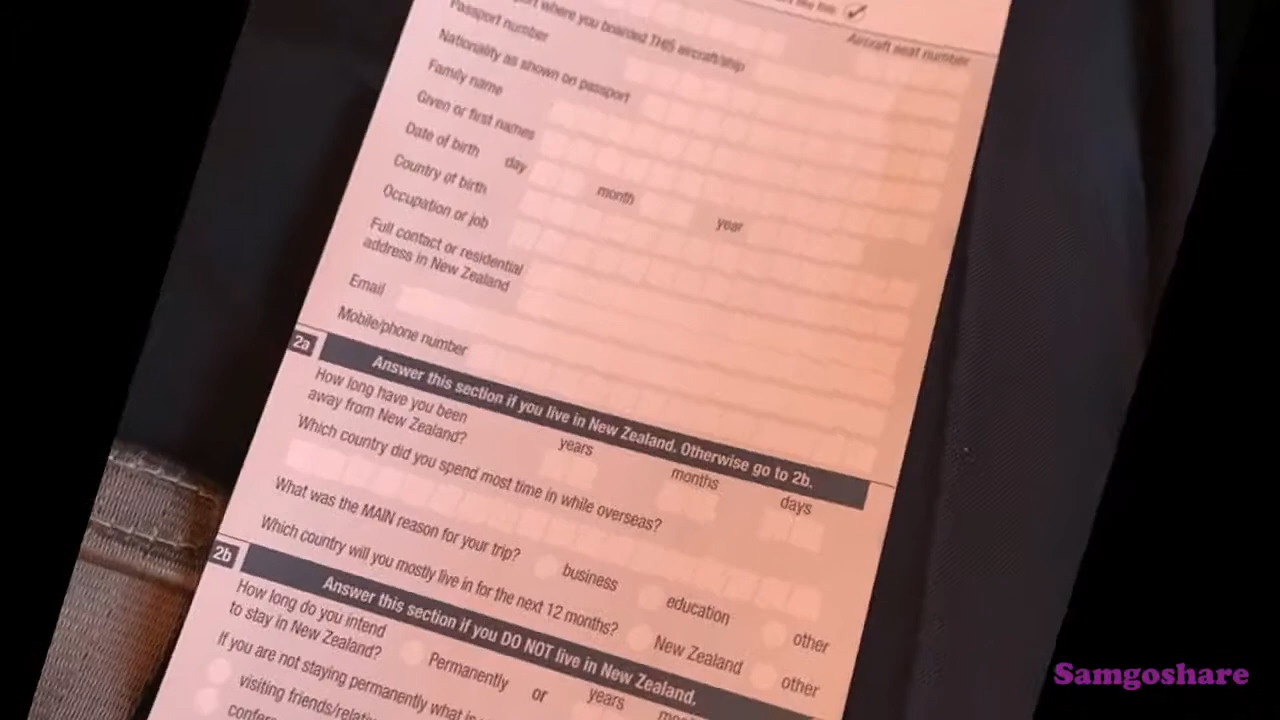 like this
Aircraft seat number
where you boarded THIS aircraft/ship
Passport number
Nationality as shown on passport
Family name
Given or first names
Date of birth day month year
Country of birth
Occupation or job
Full contact or residential
address in New Zealand
Email
Mobile/phone number
2a Answer this section if you live in New Zealand. Otherwise go to 2b.
How long have you been
away from New Zealand? years months days
Which country did you spend most time in while overseas?
What was the MAIN reason for your trip? business education other
Which country will you mostly live in for the next 12 months? New Zealand other
2b Answer this section if you DO NOT live in New Zealand.
How long do you intend
to stay in New Zealand? Permanently or years
If you are not staying permanently what
visiting friends/
Samgoshare